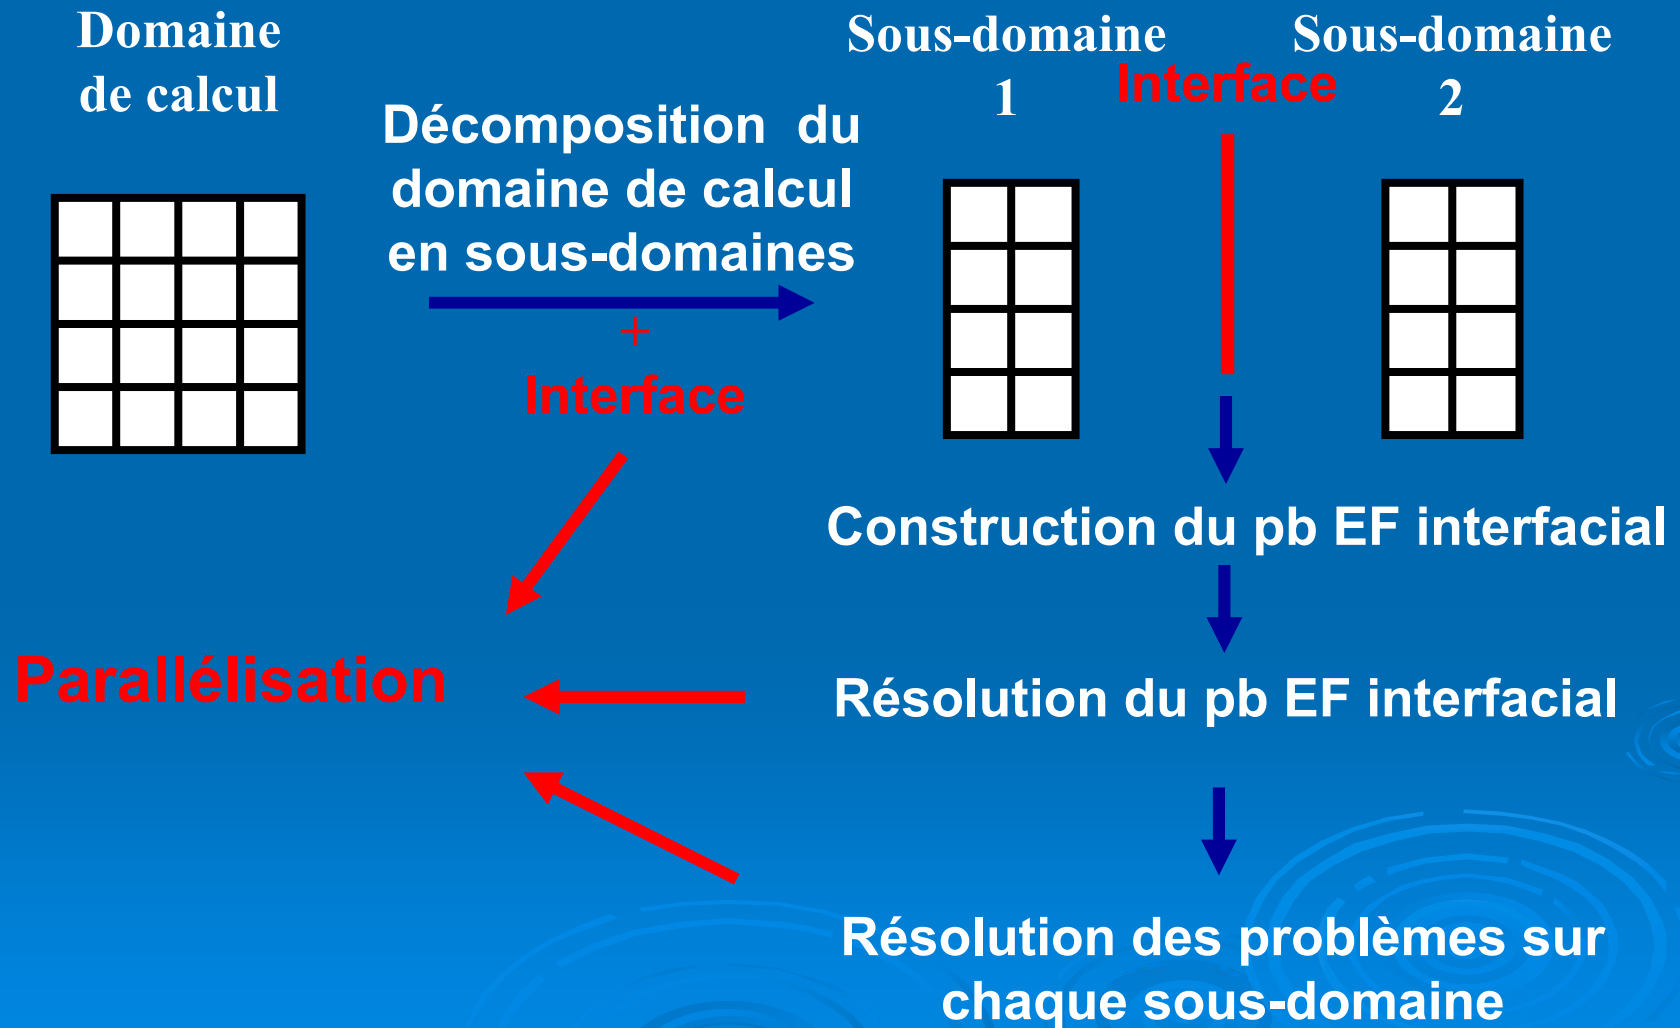 Domaine
de calcul
Décomposition du
domaine de calcul
en sous-domaines
+
Interface
Sous-domaine
1
Interface
Sous-domaine
2
Construction du pb EF interfacial
Parallélisation
Résolution du pb EF interfacial
Résolution des problèmes sur
chaque sous-domaine